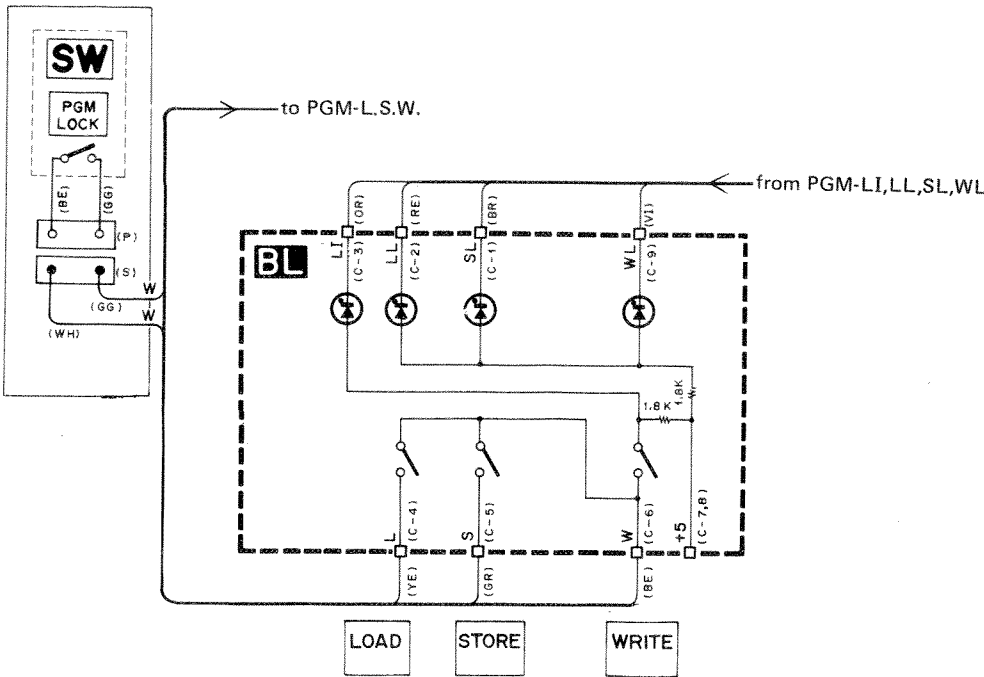 SW
PGM
LOCK
(BE)
(GG)
(P)
(S)
W
(GG)
W
(WH)
to PGM-L.S.W.
from PGM-LI,LL,SL,WL
(OR)
(RE)
(BR)
(VI)
BL
LI
(C-3)
LL
(C-2)
SL
(C-1)
WL
(C-9)
1.8K
1.8K
L
(C-4)
S
(C-5)
W
(C-6)
+5
(C-7,8)
(YE)
(GR)
(BE)
LOAD
STORE
WRITE